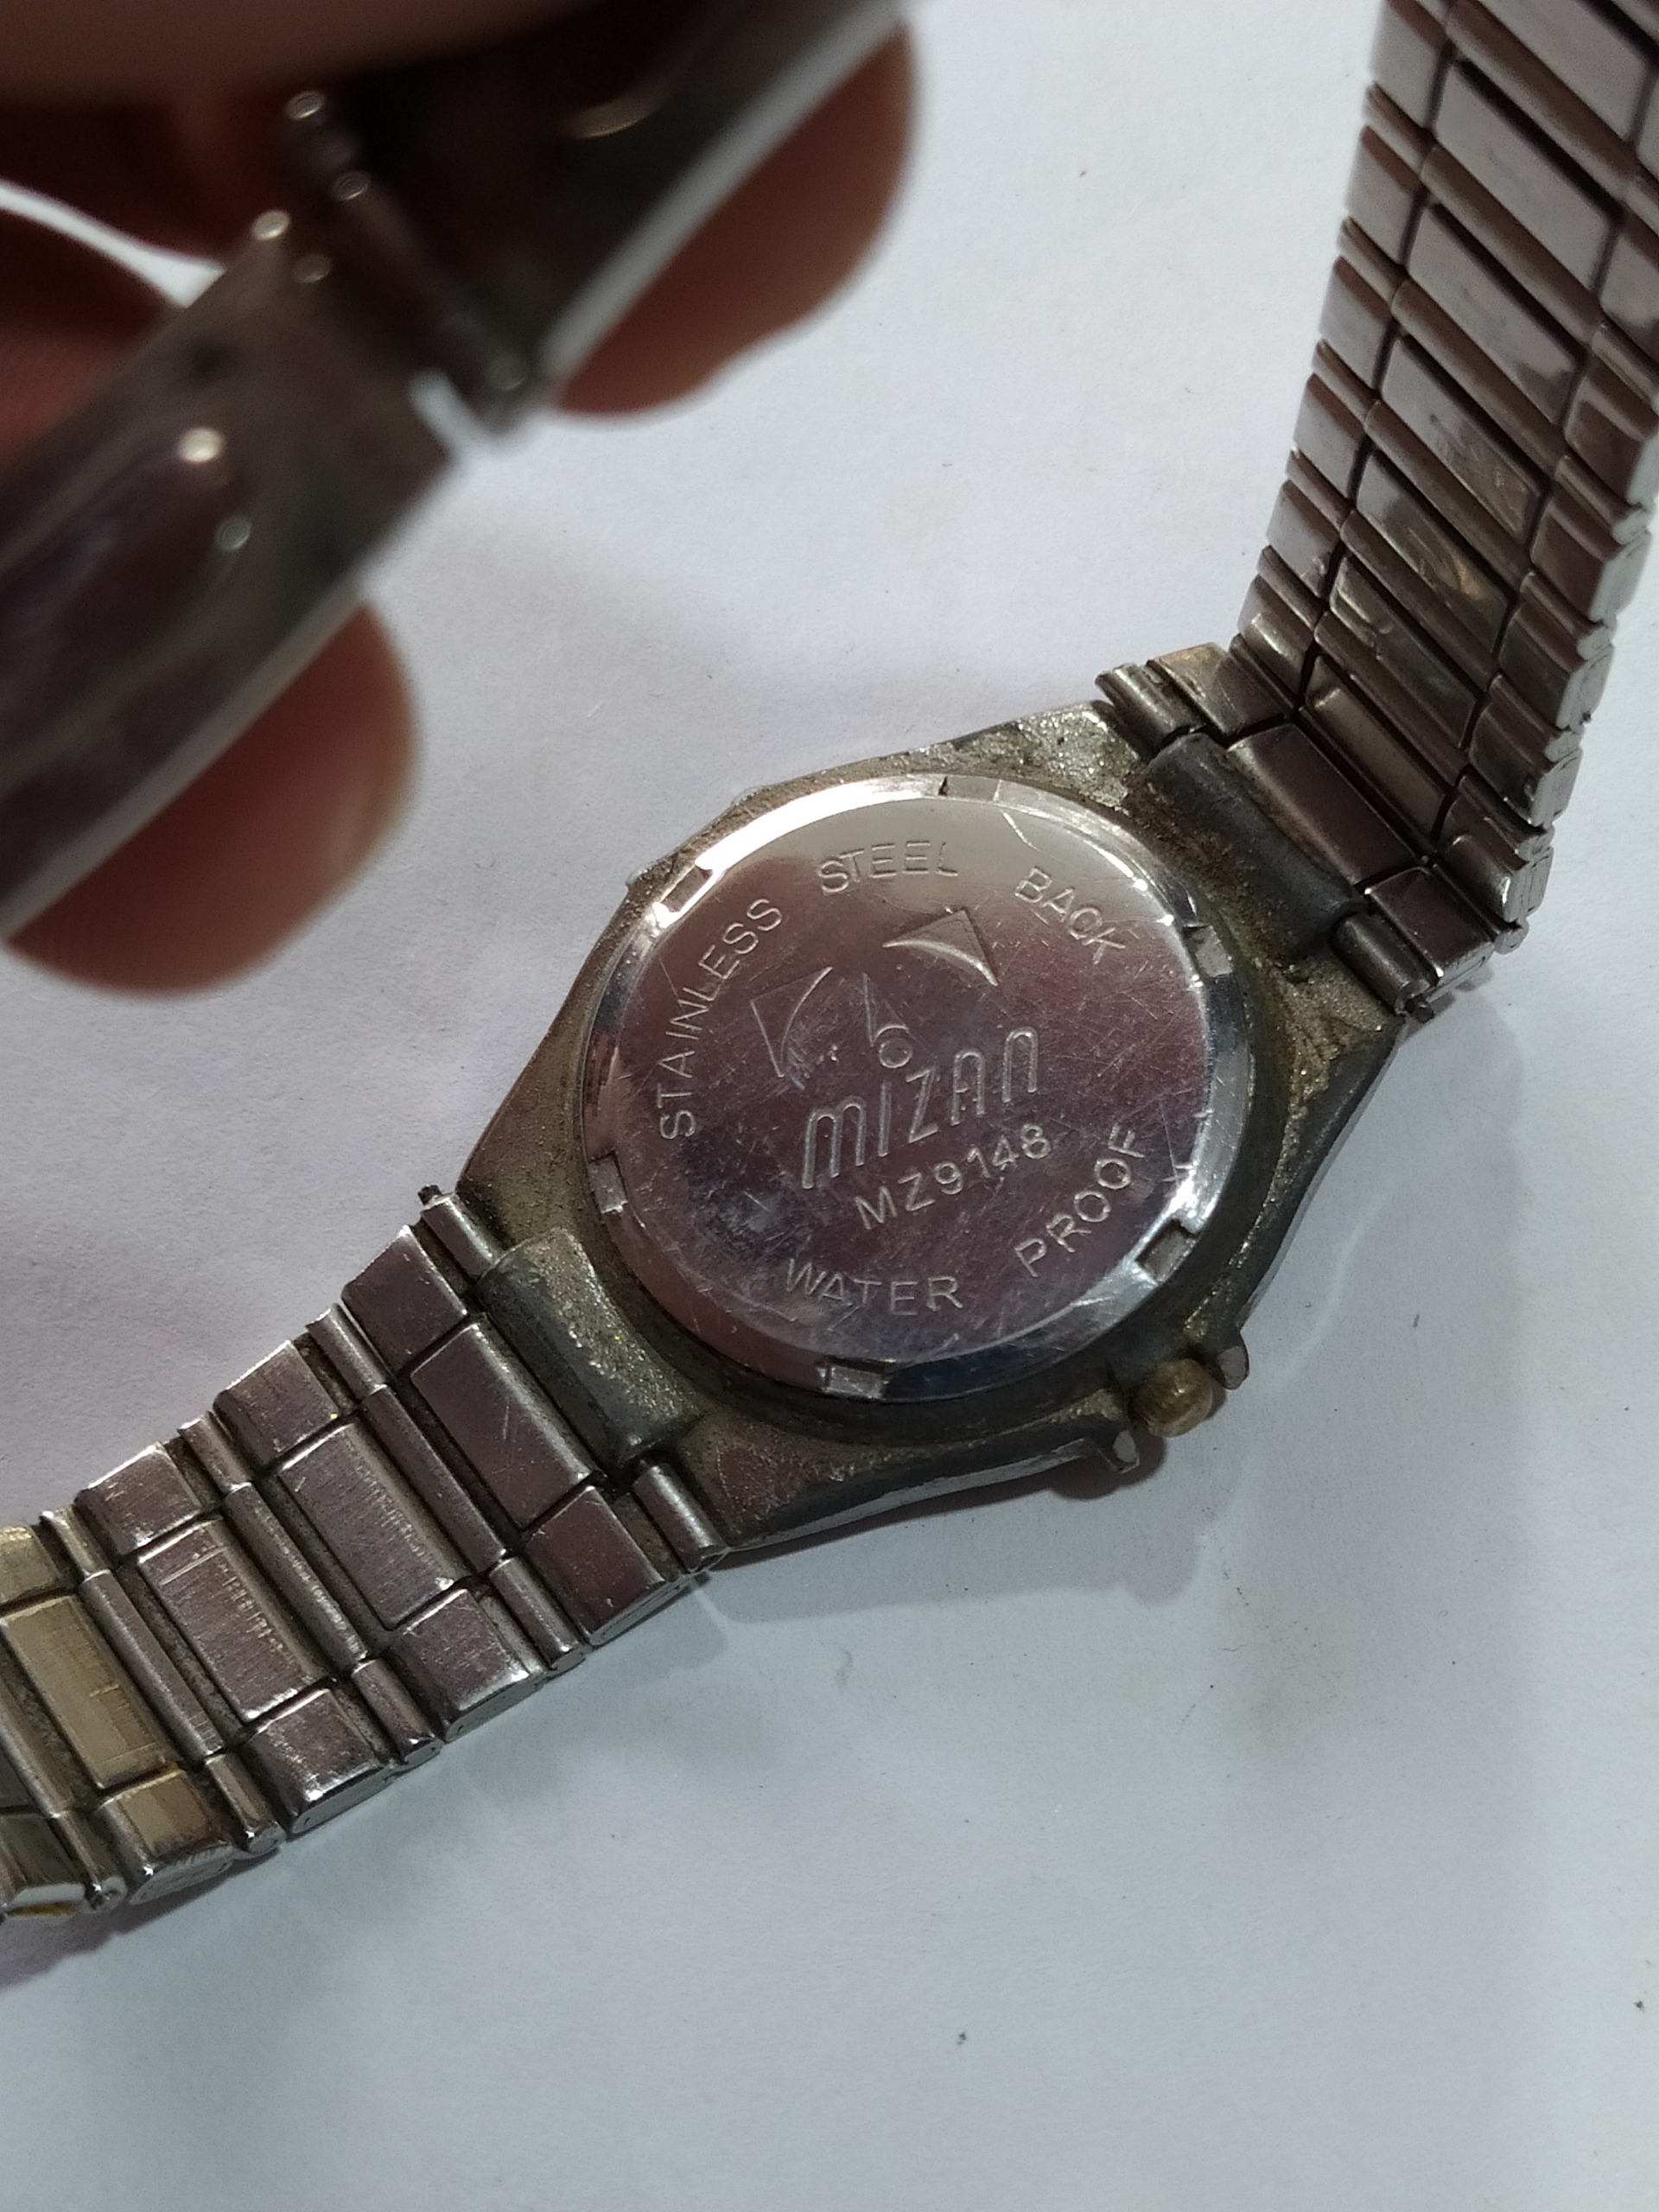 STAINLESS STEEL BACK
MIZAN
MZ9148
WATER PROOF